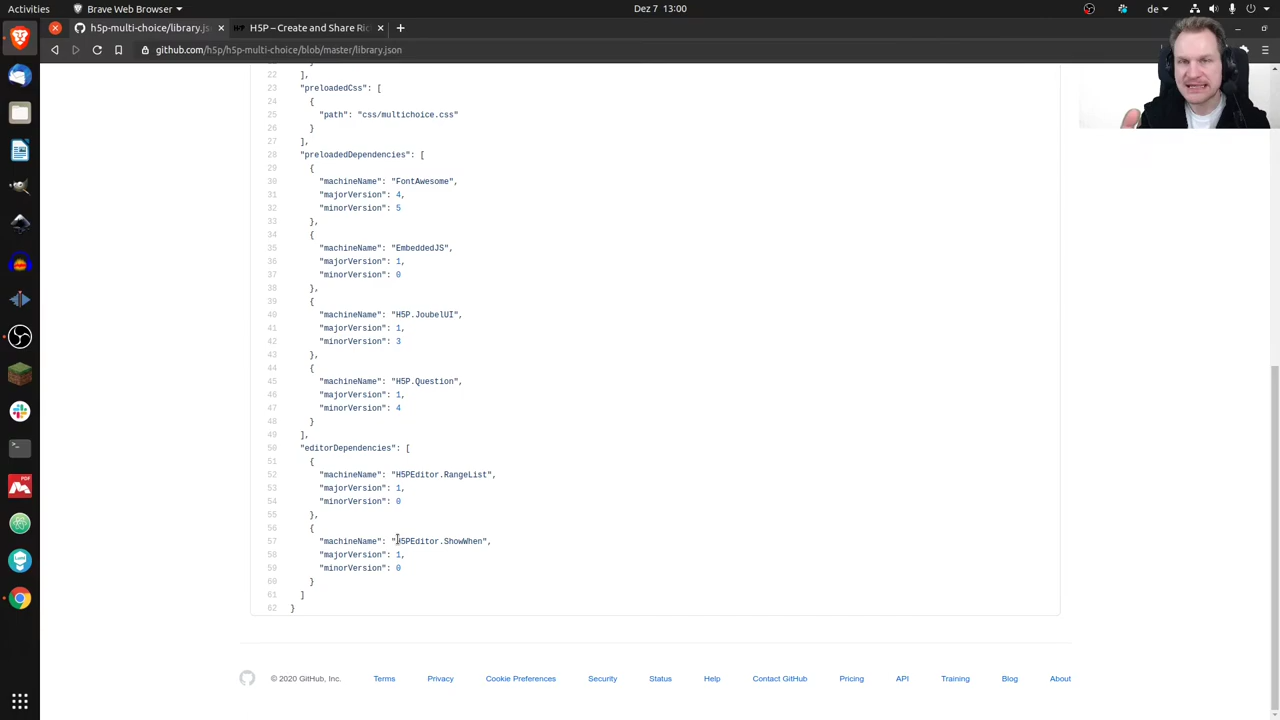 Activities
Brave Web Browser
Dez 7 13:00
h5p-multi-choice/library.js
H5P – Create and Share Ric
github.com/h5p/h5p-multi-choice/blob/master/library.json
22 ],
23 "preloadedCss": [
24 {
25 "path": "css/multichoice.css"
26 }
27 ],
28 "preloadedDependencies": [
29 {
30 "machineName": "FontAwesome",
31 "majorVersion": 4,
32 "minorVersion": 5
33 },
34 {
35 "machineName": "EmbeddedJS",
36 "majorVersion": 1,
37 "minorVersion": 0
38 },
39 {
40 "machineName": "H5P.JoubelUI",
41 "majorVersion": 1,
42 "minorVersion": 3
43 },
44 {
45 "machineName": "H5P.Question",
46 "majorVersion": 1,
47 "minorVersion": 4
48 }
49 ],
50 "editorDependencies": [
51 {
52 "machineName": "H5PEditor.RangeList",
53 "majorVersion": 1,
54 "minorVersion": 0
55 },
56 {
57 "machineName": "H5PEditor.ShowWhen",
58 "majorVersion": 1,
59 "minorVersion": 0
60 }
61 ]
62 }
© 2020 GitHub, Inc. Terms Privacy Cookie Preferences Security Status Help Contact GitHub Pricing API Training Blog About